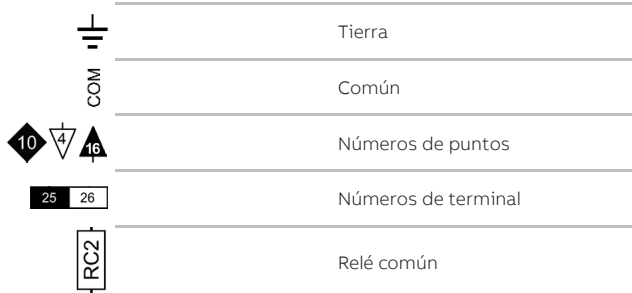 Tierra
COM Común
10 4 16 Números de puntos
25 26 Números de terminal
RC2 Relé común